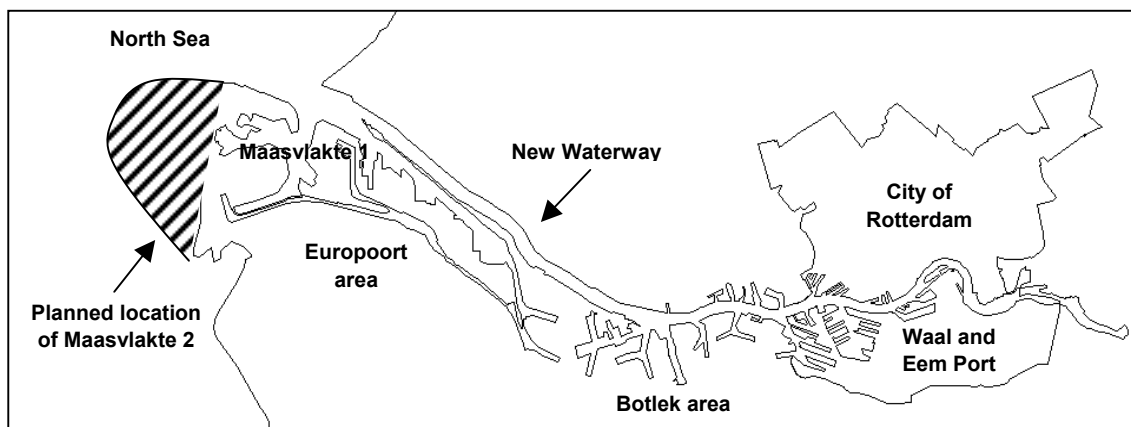 North Sea
Maasvlakte 1
New Waterway
City of
Rotterdam
Europoort
area
Planned location
of Maasvlakte 2
Waal and
Eem Port
Botlek area